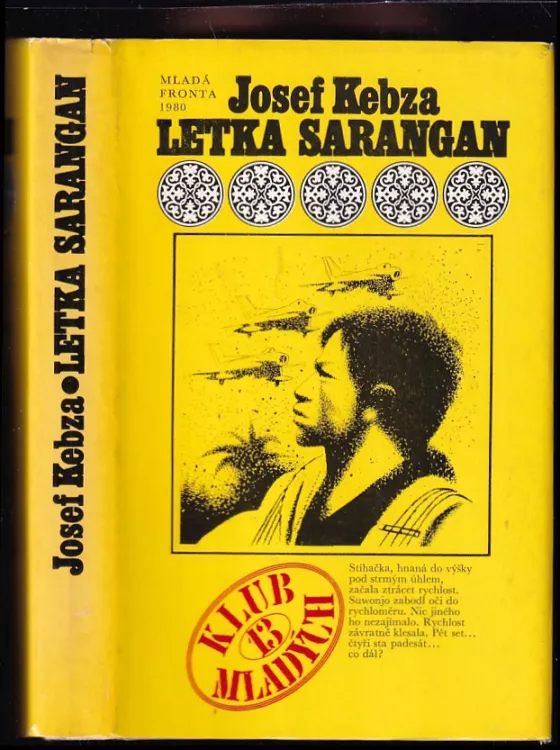 Josef Kebza•LETKA SARANGAN
MLADÁ
FRONTA
1980
Josef Kebza
LETKA SARANGAN
KLUB
13
MLADÝCH
Stíhačka, hnaná do výšky
pod strmým úhlem,
začala ztrácet rychlost.
Suwonjo zabodl oči do
rychloměru. Nic jiného
ho nezajímalo. Rychlost
závratně klesala. Pět set...
čtyři sta padesát...
co dál?